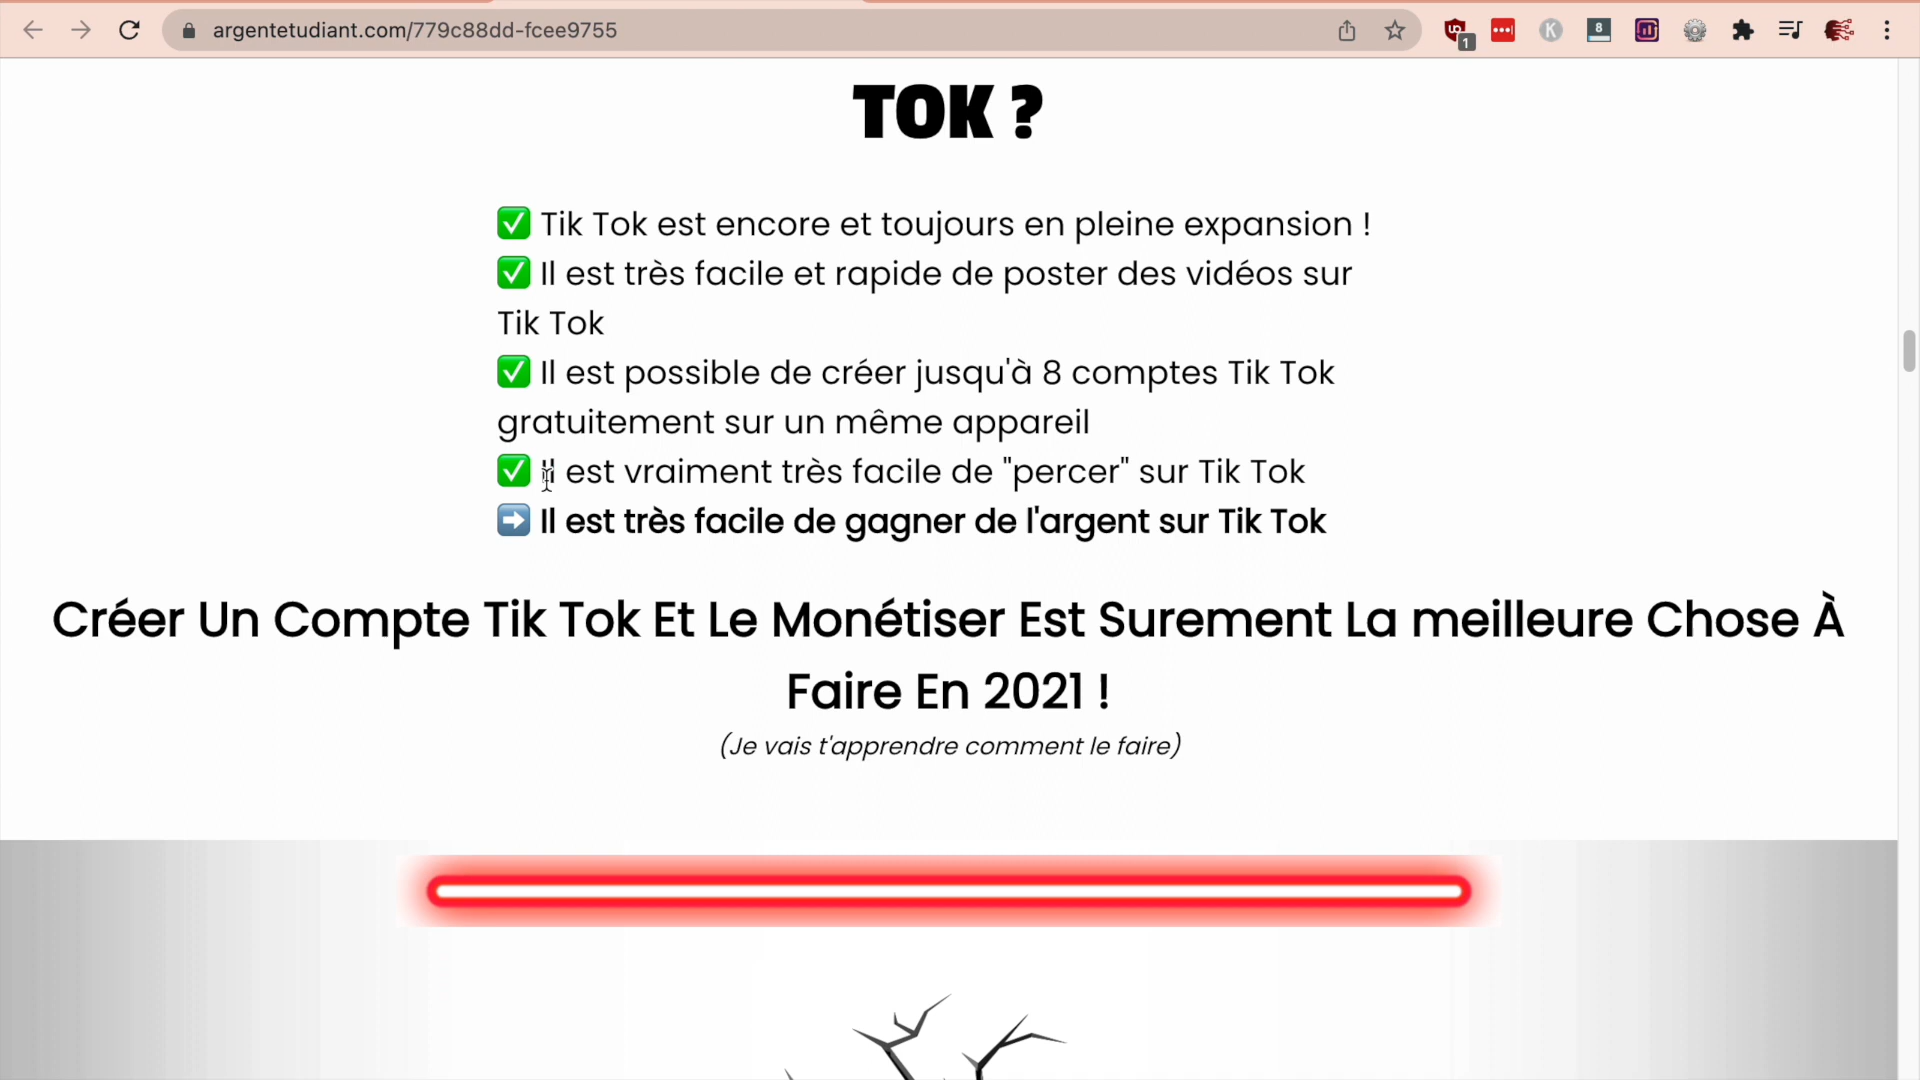 argentetudiant.com/779c88dd-fcee9755
1
K
8
TOK ?
✅ Tik Tok est encore et toujours en pleine expansion !
✅ Il est très facile et rapide de poster des vidéos sur
Tik Tok
✅ Il est possible de créer jusqu'à 8 comptes Tik Tok
gratuitement sur un même appareil
✅ Il est vraiment très facile de "percer" sur Tik Tok
➡️ Il est très facile de gagner de l'argent sur Tik Tok
Créer Un Compte Tik Tok Et Le Monétiser Est Surement La meilleure Chose À
Faire En 2021 !
(Je vais t'apprendre comment le faire)